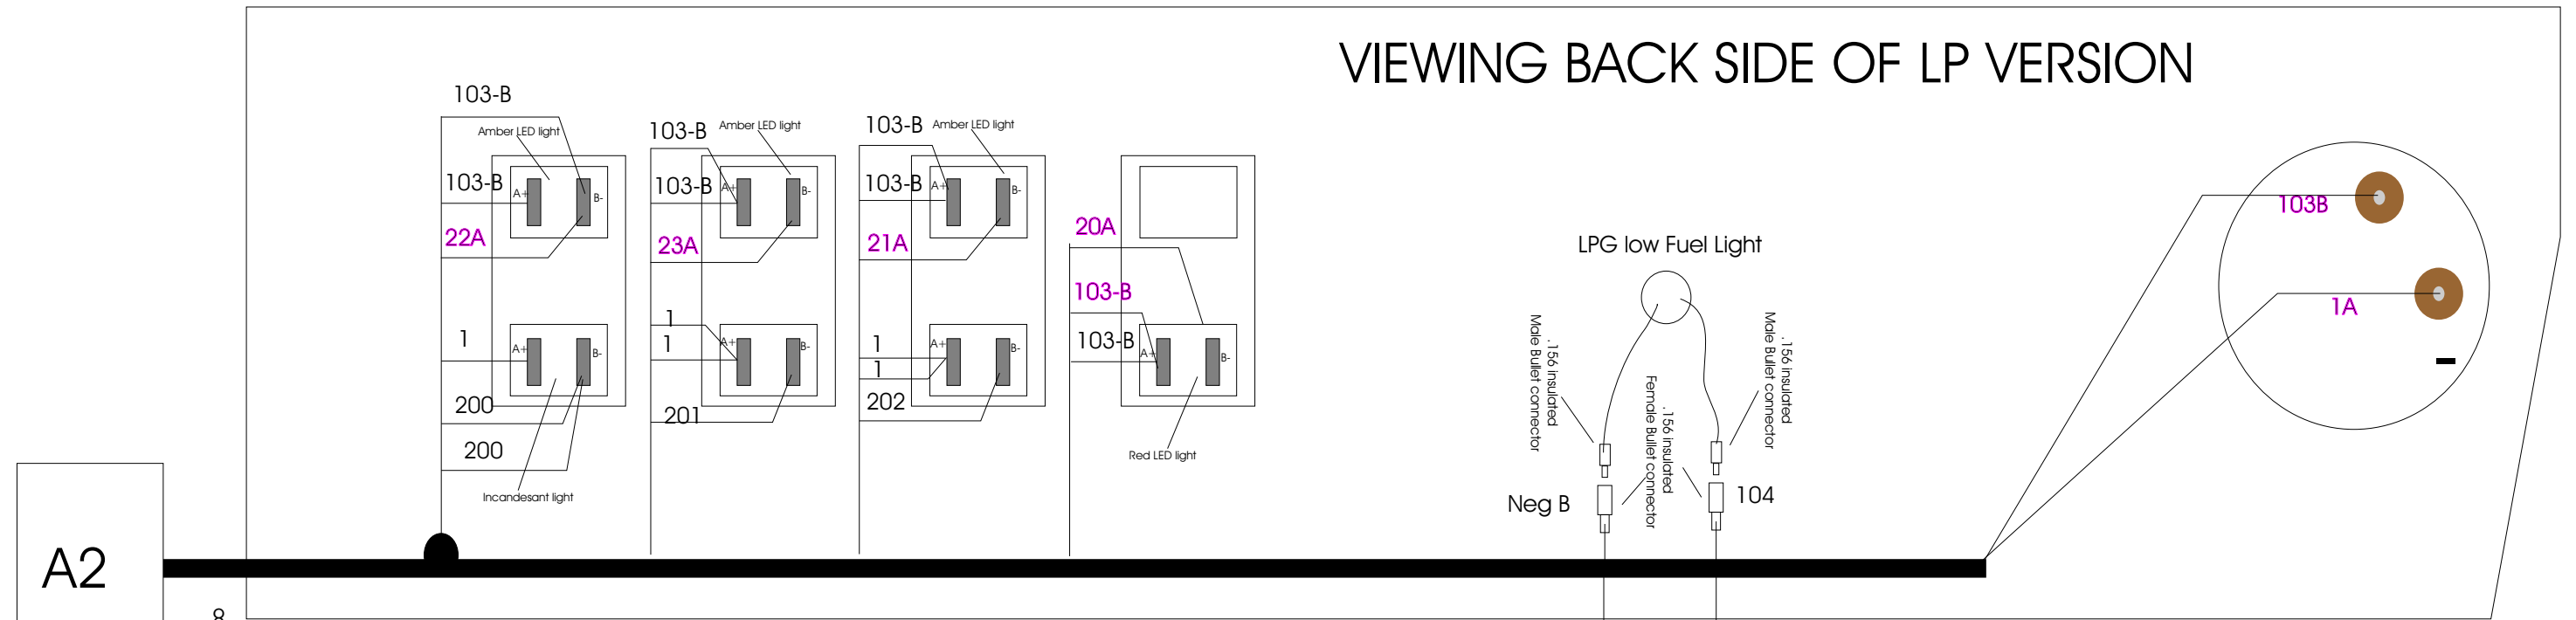 VIEWING BACK SIDE OF LP VERSION
103-B
Amber LED light
103-B
A+
B-
22A
1
A+
B-
200
200
Incandesant light
103-B
Amber LED light
103-B
A+
B-
23A
1
1
A+
B-
201
103-B
Amber LED light
103-B
A+
B-
21A
1
1
A+
B-
202
20A
103-B
103-B
A+
B-
Red LED light
LPG low Fuel Light
.156 insulated
Male Bullet connector
.156 insulated
Female Bullet connector
.156 insulated
Male Bullet connector
Neg B
104
103B
1A
-
A2
8